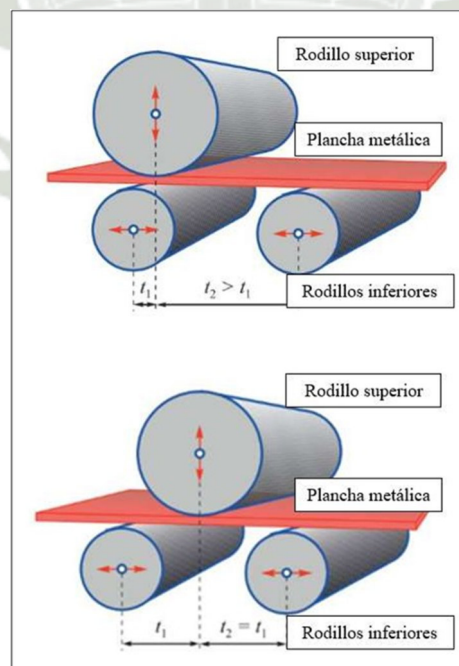 Rodillo superior
Plancha metálica
t₁
t₂ > t₁
Rodillos inferiores
Rodillo superior
Plancha metálica
t₁
t₂ = t₁
Rodillos inferiores